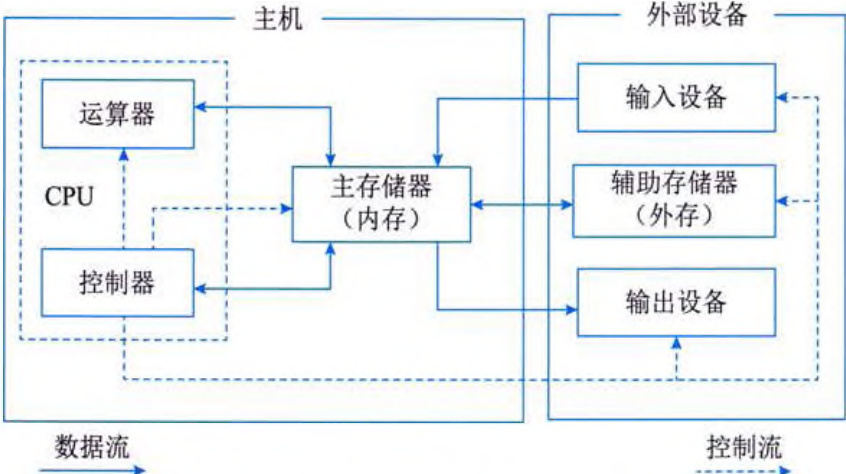 主机
外部设备
运算器
输入设备
CPU
主存储器
（内存）
辅助存储器
（外存）
控制器
输出设备
数据流
控制流